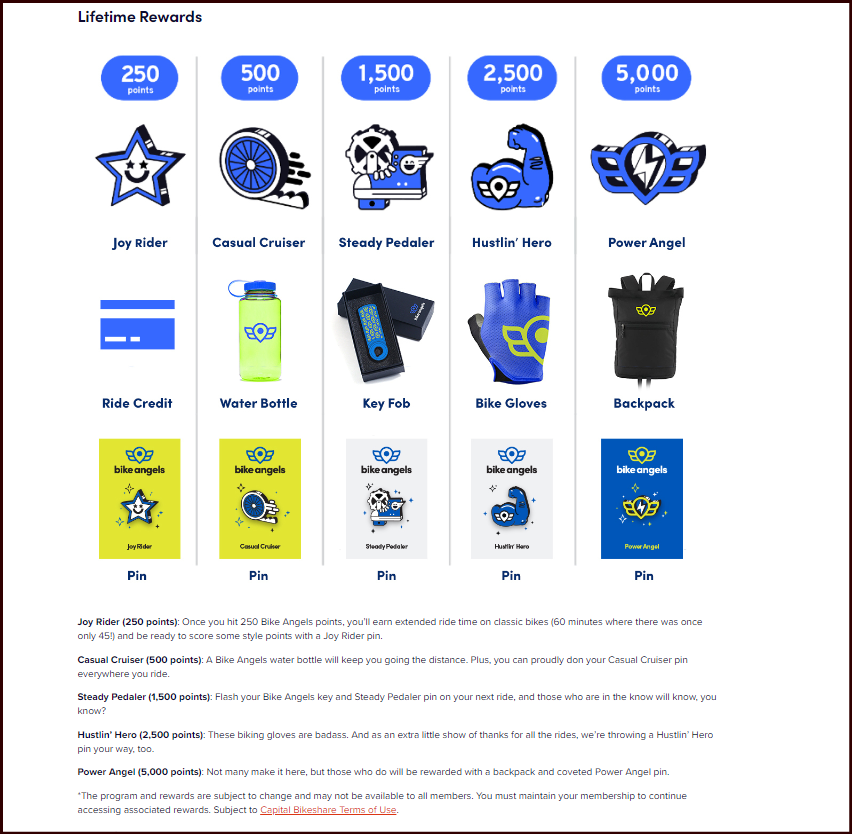 Lifetime Rewards
250 points
500 points
1,500 points
2,500 points
5,000 points
Joy Rider
Casual Cruiser
Steady Pedaler
Hustlin' Hero
Power Angel
Ride Credit
Water Bottle
Key Fob
Bike Gloves
Backpack
bike angels
bike angels
bike angels
bike angels
bike angels
Joy Rider
Casual Cruiser
Steady Pedaler
Hustlin' Hero
Power Angel
Pin
Pin
Pin
Pin
Pin
Joy Rider (250 points): Once you hit 250 Bike Angels points, you'll earn extended ride time on classic bikes (60 minutes where there was once
only 45!) and be ready to score some style points with a Joy Rider pin.
Casual Cruiser (500 points): A Bike Angels water bottle will keep you going the distance. Plus, you can proudly don your Casual Cruiser pin
everywhere you ride.
Steady Pedaler (1,500 points): Flash your Bike Angels key and Steady Pedaler pin on your next ride, and those who are in the know will know, you
know?
Hustlin' Hero (2,500 points): These biking gloves are badass. And as an extra little show of thanks for all the rides, we're throwing a Hustlin' Hero
pin your way, too.
Power Angel (5,000 points): Not many make it here, but those who do will be rewarded with a backpack and coveted Power Angel pin.
*The program and rewards are subject to change and may not be available to all members. You must maintain your membership to continue
accessing associated rewards. Subject to Capital Bikeshare Terms of Use.